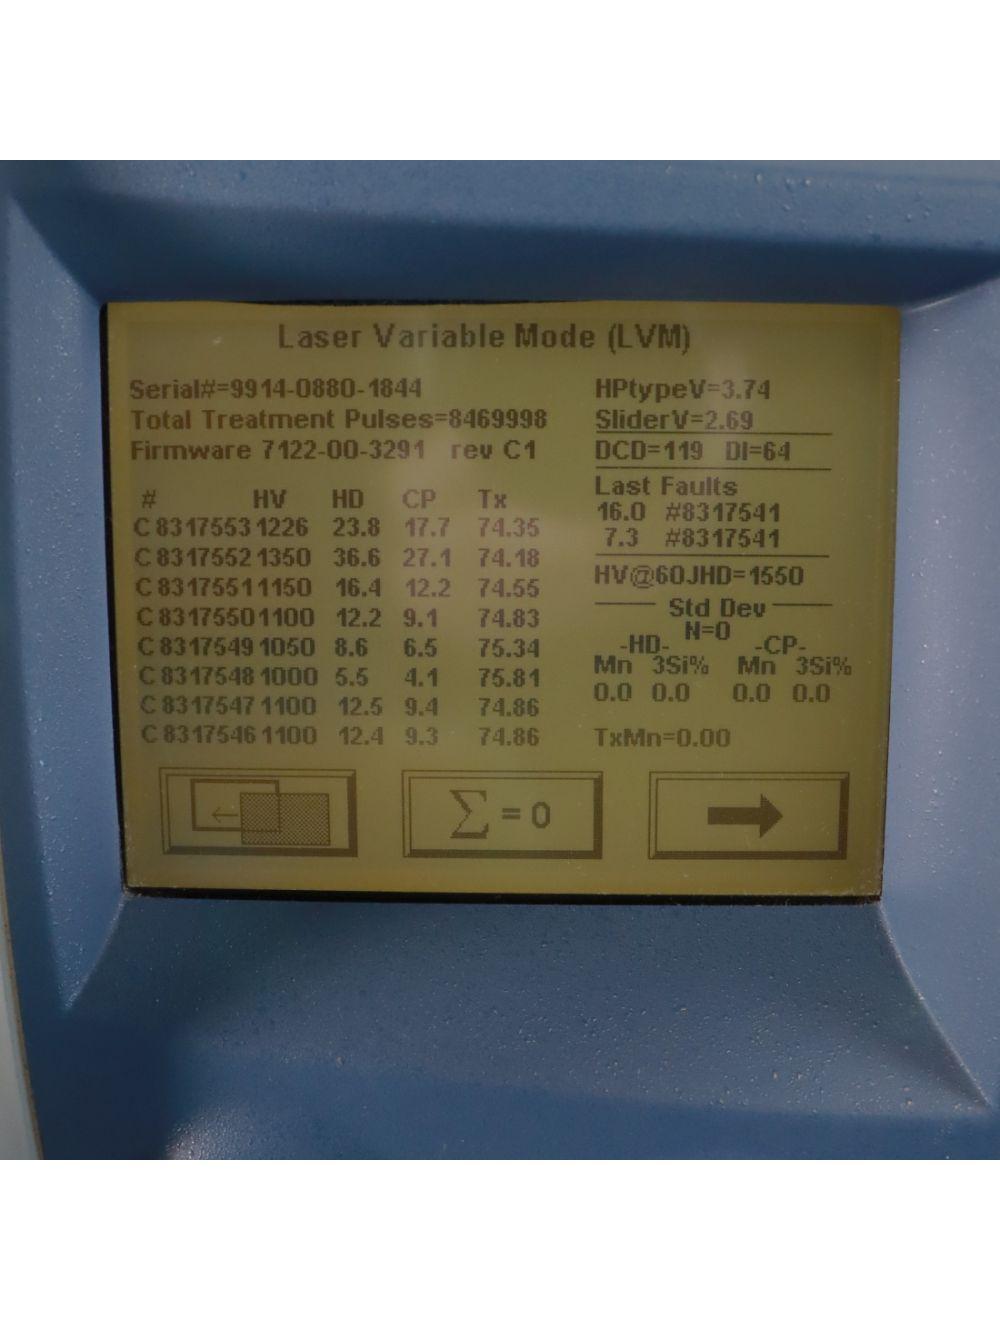 Laser Variable Mode (LVM)
Serial#=9914-0880-1844
Total Treatment Pulses=8469998
Firmware 7122-00-3291 rev C1
# HV HD CP Tx
C 8317553 1226 23.8 17.7 74.35
C 8317552 1350 36.6 27.1 74.18
C 8317551 1150 16.4 12.2 74.55
C 8317550 1100 12.2 9.1 74.83
C 8317549 1050 8.6 6.5 75.34
C 8317548 1000 5.5 4.1 75.81
C 8317547 1100 12.5 9.4 74.86
C 8317546 1100 12.4 9.3 74.86
HPtypeV=3.74
SliderV=2.69
DCD=119 DI=64
Last Faults
16.0 #8317541
7.3 #8317541
HV@60JHD=1550
Std Dev
N=0
-HD- -CP-
Mn 3Si% Mn 3Si%
0.0 0.0 0.0 0.0
TxMn=0.00
Σ = 0